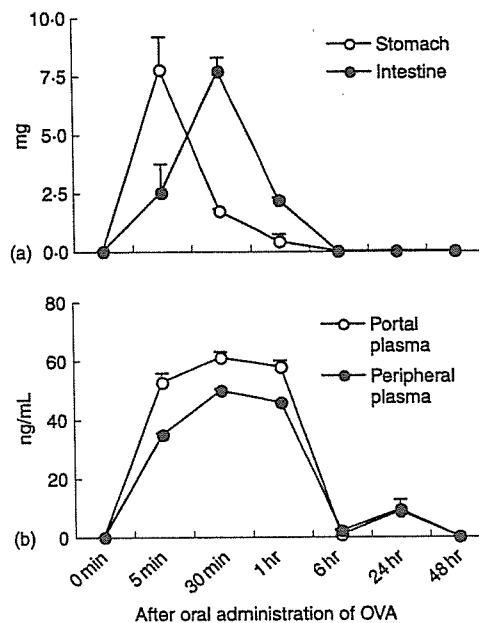 10·0
7·5
5·0
2·5
0·0
mg
(a)
Stomach
Intestine
80
60
40
20
0
ng/mL
(b)
Portal
plasma
Peripheral
plasma
0 min
5 min
30 min
1 hr
6 hr
24 hr
48 hr
After oral administration of OVA